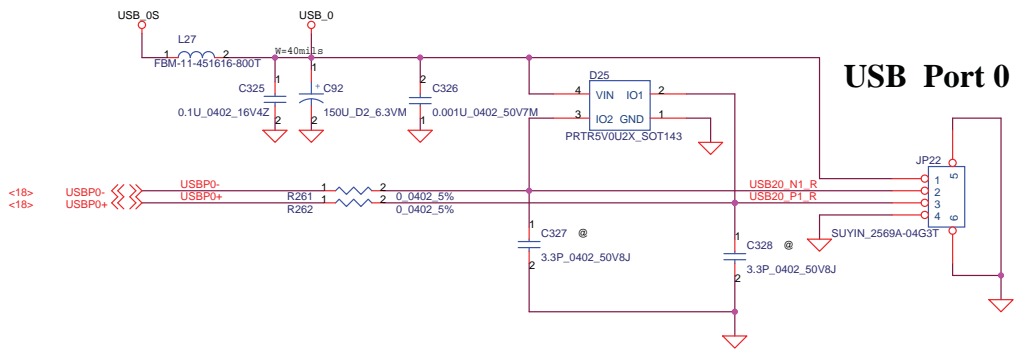 USB_0S
USB_0
L27
1
2
W=40mils
FBM-11-451616-800T
1
C325
2
0.1U_0402_16V4Z
1
+
C92
2
150U_D2_6.3VM
2
C326
1
0.001U_0402_50V7M
D25
4
VIN IO1
2
3
IO2 GND
1
PRTR5V0U2X_SOT143
USB Port 0
JP22
5
1
2
3
4
6
SUYIN_2569A-04G3T
<18>
USBP0-
USBP0-
R261
1
2
0_0402_5%
USB20_N1_R
<18>
USBP0+
USBP0+
R262
1
2
0_0402_5%
USB20_P1_R
1
C327
@
2
3.3P_0402_50V8J
1
C328
@
2
3.3P_0402_50V8J